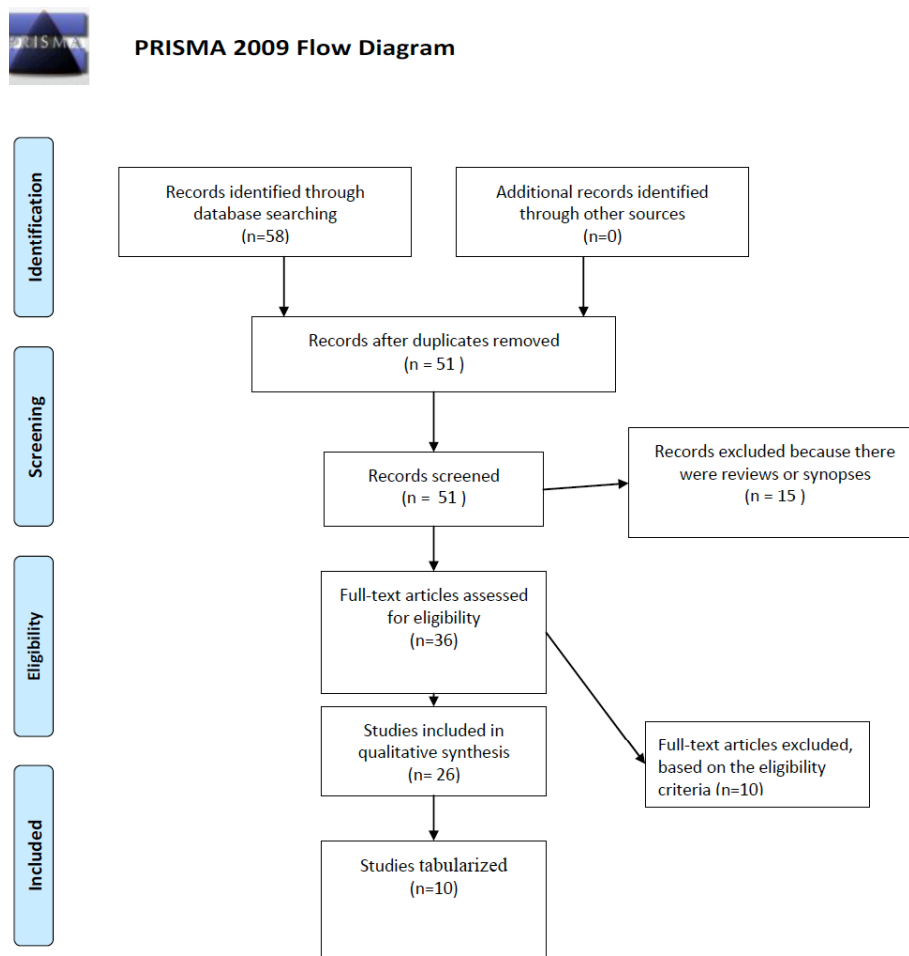 PRISMA
PRISMA 2009 Flow Diagram
Identification
Records identified through
database searching
(n=58)
Additional records identified
through other sources
(n=0)
Records after duplicates removed
(n = 51 )
Screening
Records screened
(n = 51 )
Records excluded because there
were reviews or synopses
(n = 15 )
Eligibility
Full-text articles assessed
for eligibility
(n=36)
Studies included in
qualitative synthesis
(n= 26)
Full-text articles excluded,
based on the eligibility
criteria (n=10)
Included
Studies tabularized
(n=10)